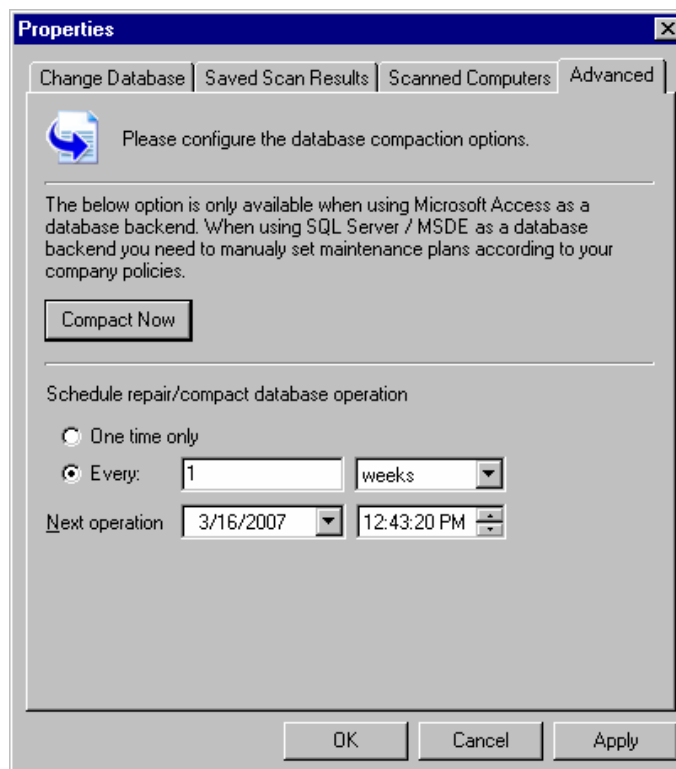 Properties
Change Database
Saved Scan Results
Scanned Computers
Advanced
Please configure the database compaction options.
The below option is only available when using Microsoft Access as a
database backend. When using SQL Server / MSDE as a database
backend you need to manualy set maintenance plans according to your
company policies.
Compact Now
Schedule repair/compact database operation
One time only
Every: 1 weeks
Next operation 3/16/2007 12:43:20 PM
OK Cancel Apply